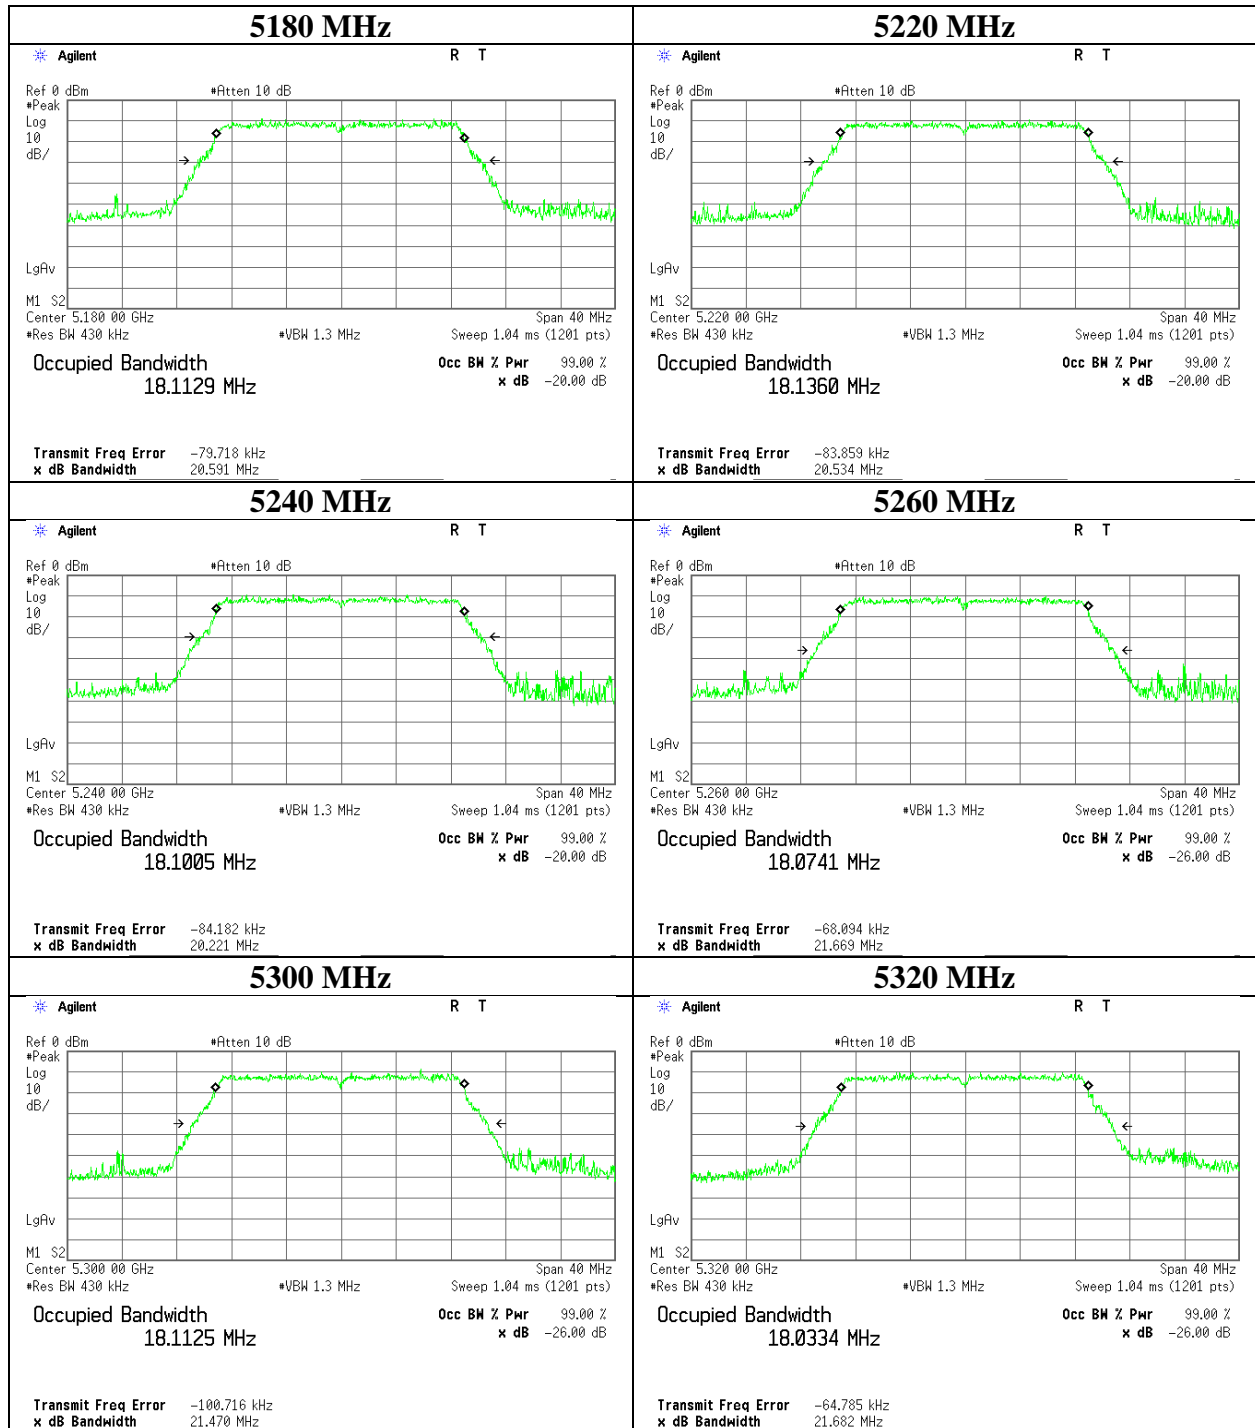 5180 MHz
Agilent R T
Ref 0 dBm #Atten 10 dB
#Peak
Log
10
dB/
LgAv
M1 S2
Center 5.180 00 GHz Span 40 MHz
#Res BW 430 kHz #VBW 1.3 MHz Sweep 1.04 ms (1201 pts)
Occupied Bandwidth Occ BW % Pwr 99.00 %
18.1129 MHz x dB -20.00 dB
Transmit Freq Error -79.718 kHz
x dB Bandwidth 20.591 MHz
5220 MHz
Agilent R T
Ref 0 dBm #Atten 10 dB
#Peak
Log
10
dB/
LgAv
M1 S2
Center 5.220 00 GHz Span 40 MHz
#Res BW 430 kHz #VBW 1.3 MHz Sweep 1.04 ms (1201 pts)
Occupied Bandwidth Occ BW % Pwr 99.00 %
18.1360 MHz x dB -20.00 dB
Transmit Freq Error -83.859 kHz
x dB Bandwidth 20.534 MHz
5240 MHz
Agilent R T
Ref 0 dBm #Atten 10 dB
#Peak
Log
10
dB/
LgAv
M1 S2
Center 5.240 00 GHz Span 40 MHz
#Res BW 430 kHz #VBW 1.3 MHz Sweep 1.04 ms (1201 pts)
Occupied Bandwidth Occ BW % Pwr 99.00 %
18.1005 MHz x dB -20.00 dB
Transmit Freq Error -84.182 kHz
x dB Bandwidth 20.221 MHz
5260 MHz
Agilent R T
Ref 0 dBm #Atten 10 dB
#Peak
Log
10
dB/
LgAv
M1 S2
Center 5.260 00 GHz Span 40 MHz
#Res BW 430 kHz #VBW 1.3 MHz Sweep 1.04 ms (1201 pts)
Occupied Bandwidth Occ BW % Pwr 99.00 %
18.0741 MHz x dB -26.00 dB
Transmit Freq Error -68.094 kHz
x dB Bandwidth 21.669 MHz
5300 MHz
Agilent R T
Ref 0 dBm #Atten 10 dB
#Peak
Log
10
dB/
LgAv
M1 S2
Center 5.300 00 GHz Span 40 MHz
#Res BW 430 kHz #VBW 1.3 MHz Sweep 1.04 ms (1201 pts)
Occupied Bandwidth Occ BW % Pwr 99.00 %
18.1125 MHz x dB -26.00 dB
Transmit Freq Error -100.716 kHz
x dB Bandwidth 21.470 MHz
5320 MHz
Agilent R T
Ref 0 dBm #Atten 10 dB
#Peak
Log
10
dB/
LgAv
M1 S2
Center 5.320 00 GHz Span 40 MHz
#Res BW 430 kHz #VBW 1.3 MHz Sweep 1.04 ms (1201 pts)
Occupied Bandwidth Occ BW % Pwr 99.00 %
18.0334 MHz x dB -26.00 dB
Transmit Freq Error -64.785 kHz
x dB Bandwidth 21.682 MHz